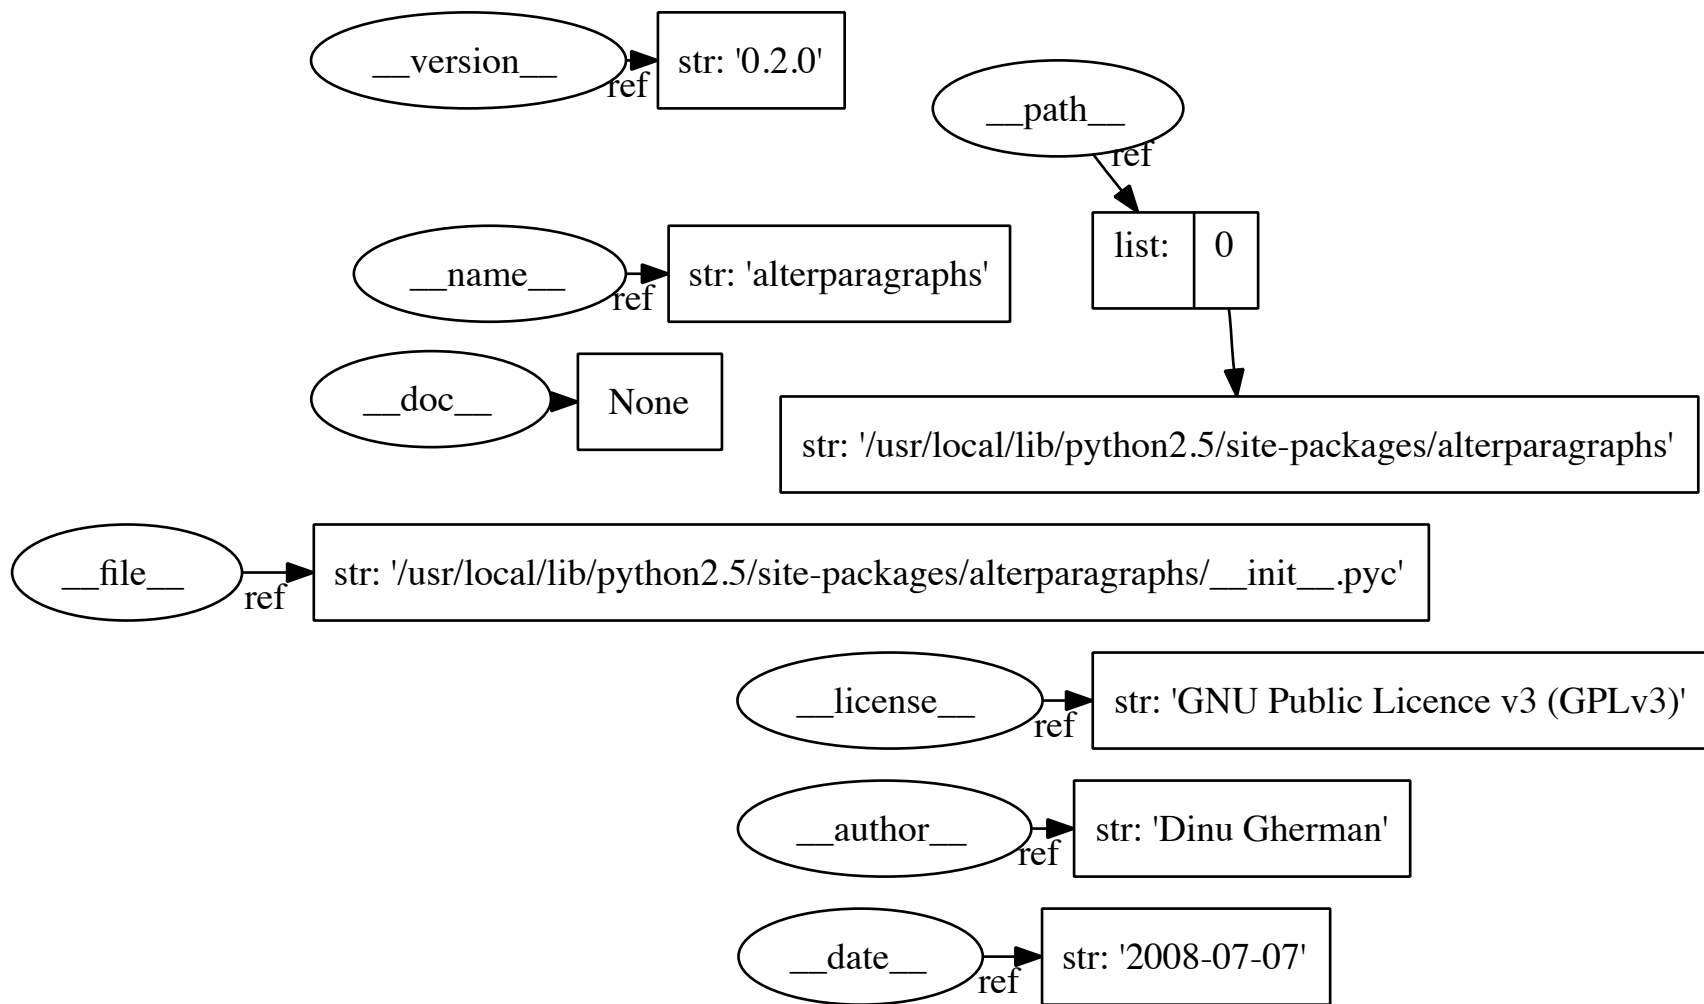 __version__
ref
str: '0.2.0'
__path__
ref
list:
0
__name__
ref
str: 'alterparagraphs'
__doc__
None
str: '/usr/local/lib/python2.5/site-packages/alterparagraphs'
__file__
ref
str: '/usr/local/lib/python2.5/site-packages/alterparagraphs/__init__.pyc'
__license__
ref
str: 'GNU Public Licence v3 (GPLv3)'
__author__
ref
str: 'Dinu Gherman'
__date__
ref
str: '2008-07-07'